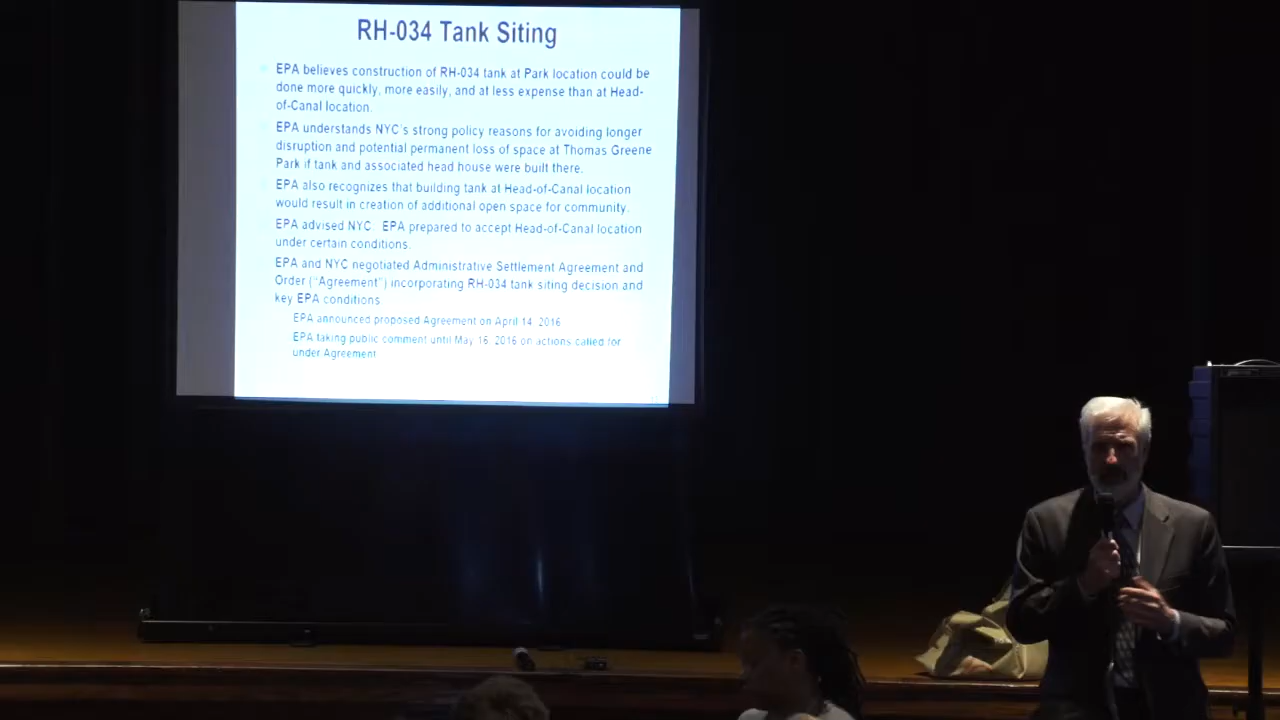 RH-034 Tank Siting
EPA believes construction of RH-034 tank at Park location could be
done more quickly, more easily, and at less expense than at Head-
of-Canal location.
EPA understands NYC's strong policy reasons for avoiding longer
disruption and potential permanent loss of space at Thomas Greene
Park if tank and associated head house were built there.
EPA also recognizes that building tank at Head-of-Canal location
would result in creation of additional open space for community.
EPA advised NYC EPA prepared to accept Head-of-Canal location
under certain conditions.
EPA and NYC negotiated Administrative Settlement Agreement and
Order ("Agreement") incorporating RH-034 tank siting decision and
key EPA conditions
EPA announced proposed Agreement on April 14, 2016
EPA taking public comment until May 16, 2016 on actions called for
under Agreement